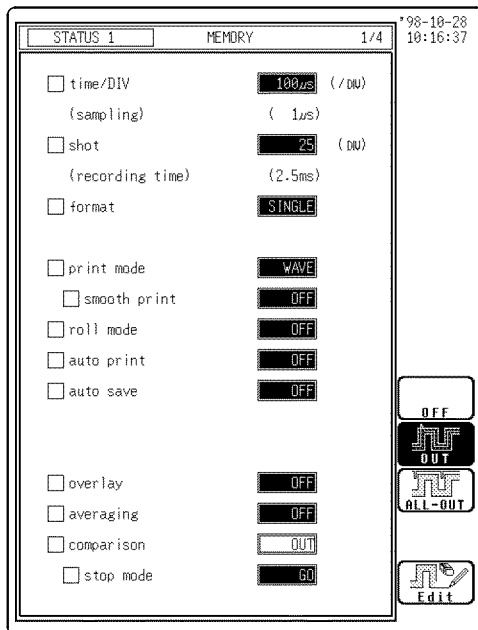 STATUS 1 MEMORY 1/4 '98-10-28
10:16:37
time/DIV 100µs (/DIV)
(sampling) ( 1µs)
shot 25 (DIV)
(recording time) (2.5ms)
format SINGLE
print mode WAVE
smooth print OFF
roll mode OFF
auto print OFF
auto save OFF
OFF
OUT
ALL-OUT
overlay OFF
averaging OFF
comparison OUT
stop mode GO
Edit